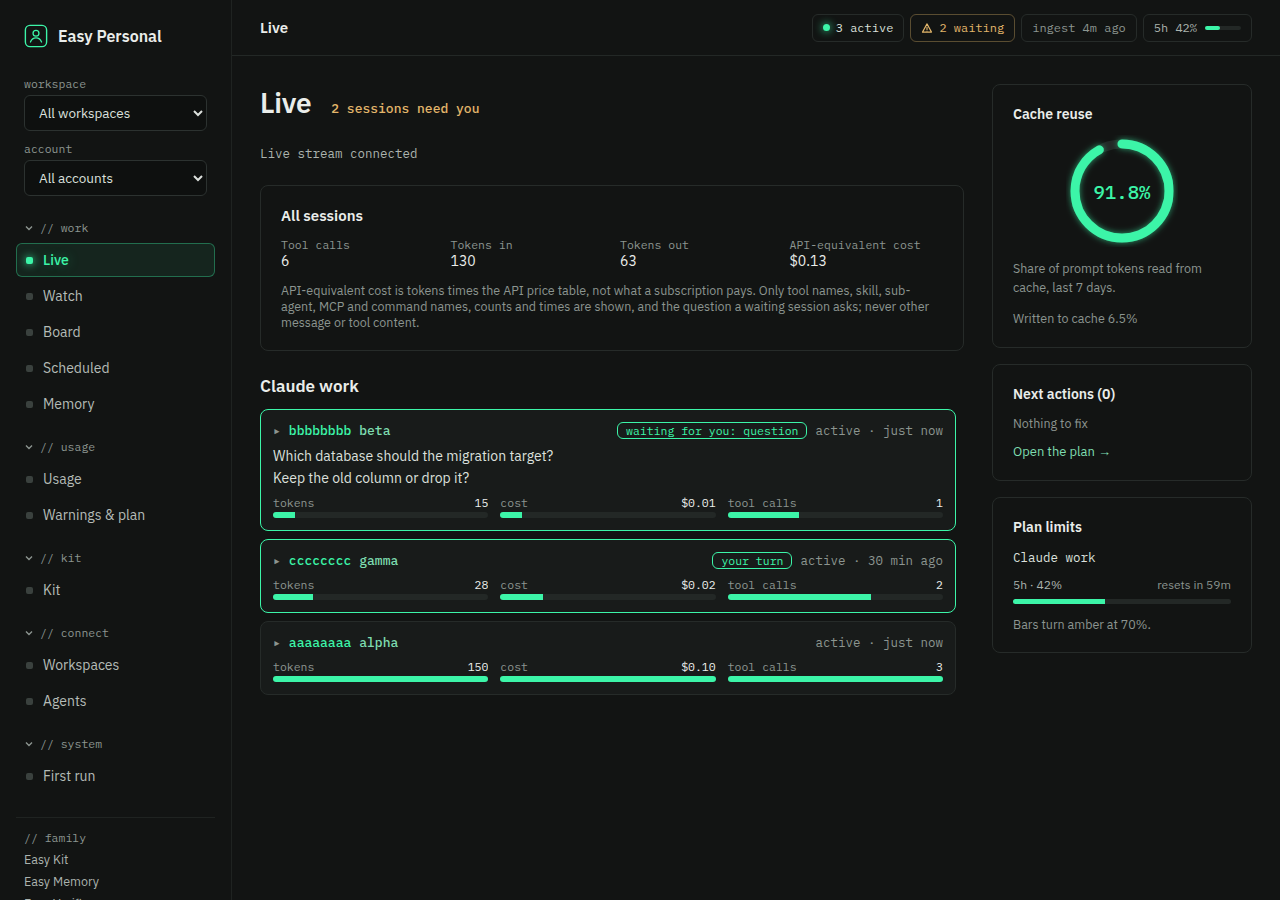 Easy Personal
workspace
All workspaces
account
All accounts
// work
Live
Watch
Board
Scheduled
Memory
// usage
Usage
Warnings & plan
// kit
Kit
// connect
Workspaces
Agents
// system
First run
// family
Easy Kit
Easy Memory
Live
3 active
2 waiting
ingest 4m ago
5h 42%
Live
2 sessions need you
Live stream connected
All sessions
Tool calls
6
Tokens in
130
Tokens out
63
API-equivalent cost
$0.13
API-equivalent cost is tokens times the API price table, not what a subscription pays. Only tool names, skill, sub-
agent, MCP and command names, counts and times are shown, and the question a waiting session asks; never other
message or tool content.
Claude work
▸ bbbbbbbb beta
waiting for you: question
active · just now
Which database should the migration target?
Keep the old column or drop it?
tokens 15
cost $0.01
tool calls 1
▸ cccccccc gamma
your turn
active · 30 min ago
tokens 28
cost $0.02
tool calls 2
▸ aaaaaaaa alpha
active · just now
tokens 150
cost $0.10
tool calls 3
Cache reuse
91.8%
Share of prompt tokens read from
cache, last 7 days.
Written to cache 6.5%
Next actions (0)
Nothing to fix
Open the plan →
Plan limits
Claude work
5h · 42%
resets in 59m
Bars turn amber at 70%.